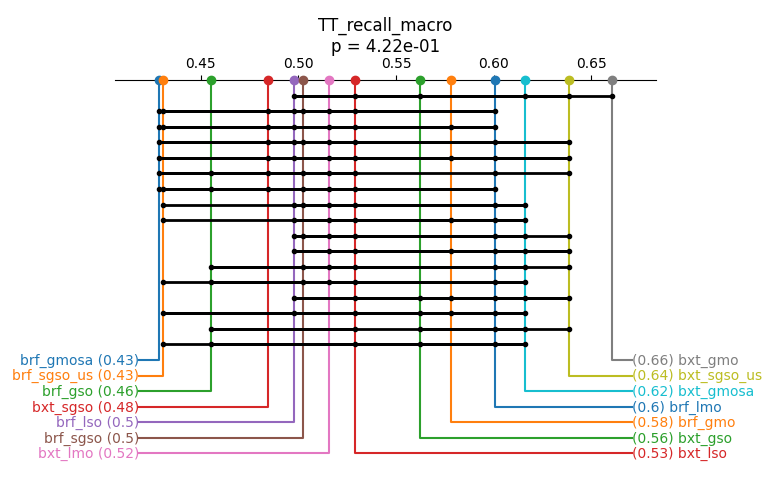 TT_recall_macro
p = 4.22e-01
0.45 0.50 0.55 0.60 0.65
brf_gmosa (0.43) (0.66) bxt_gmo
brf_sgso_us (0.43) (0.64) bxt_sgso_us
brf_gso (0.46) (0.62) bxt_gmosa
bxt_sgso (0.48) (0.6) brf_lmo
brf_lso (0.5) (0.58) brf_gmo
brf_sgso (0.5) (0.56) bxt_gso
bxt_lmo (0.52) (0.53) bxt_lso